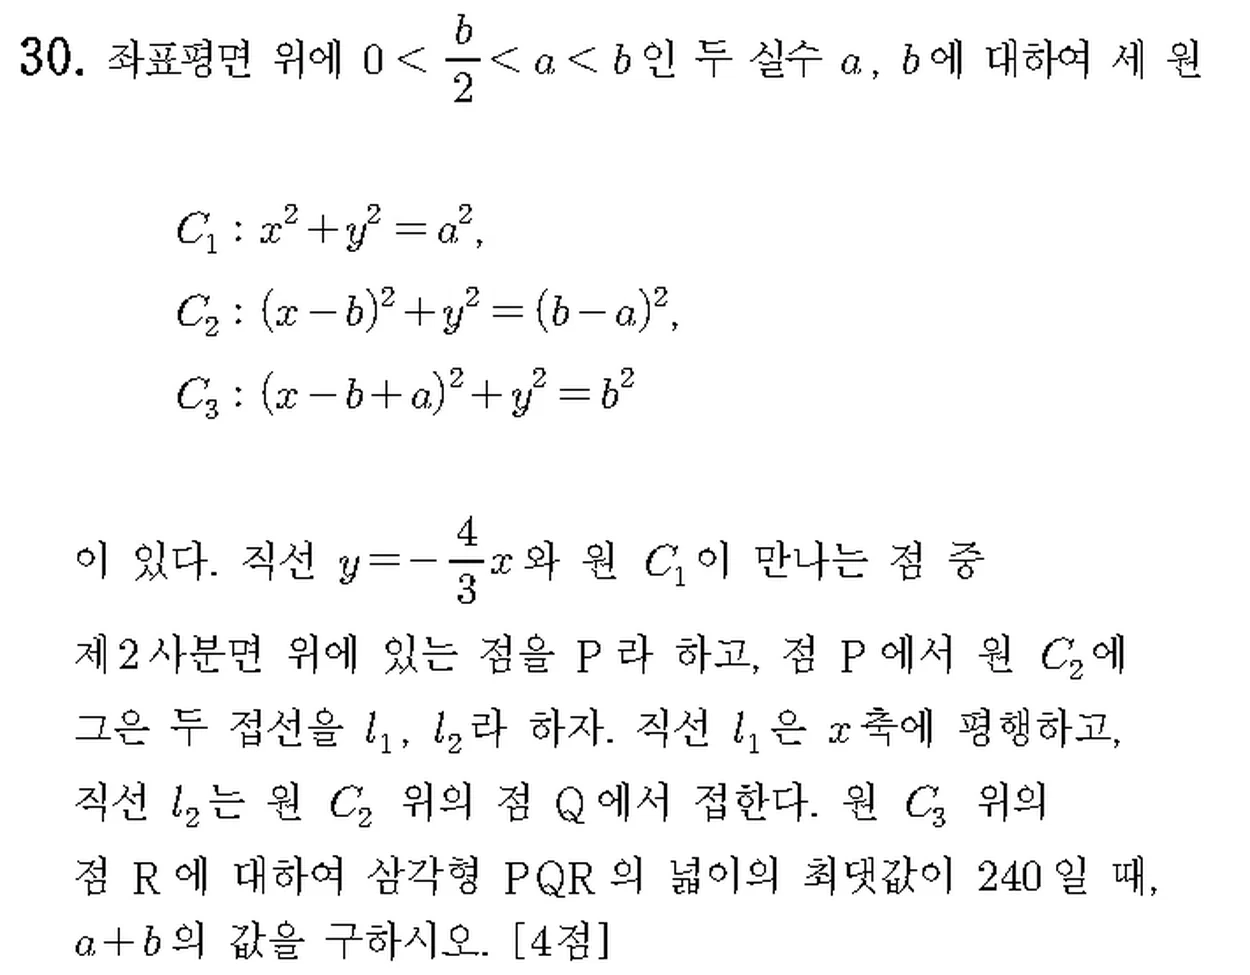 30. 좌표평면 위에 0 < b/2 < a < b인 두 실수 a, b에 대하여 세 원
C₁ : x² + y² = a²,
C₂ : (x − b)² + y² = (b − a)²,
C₃ : (x − b + a)² + y² = b²
이 있다. 직선 y = −4/3 x와 원 C₁이 만나는 점 중
제2사분면 위에 있는 점을 P라 하고, 점 P에서 원 C₂에
그은 두 접선을 l₁, l₂라 하자. 직선 l₁은 x축에 평행하고,
직선 l₂는 원 C₂ 위의 점 Q에서 접한다. 원 C₃ 위의
점 R에 대하여 삼각형 PQR의 넓이의 최댓값이 240일 때,
a + b의 값을 구하시오. [4점]